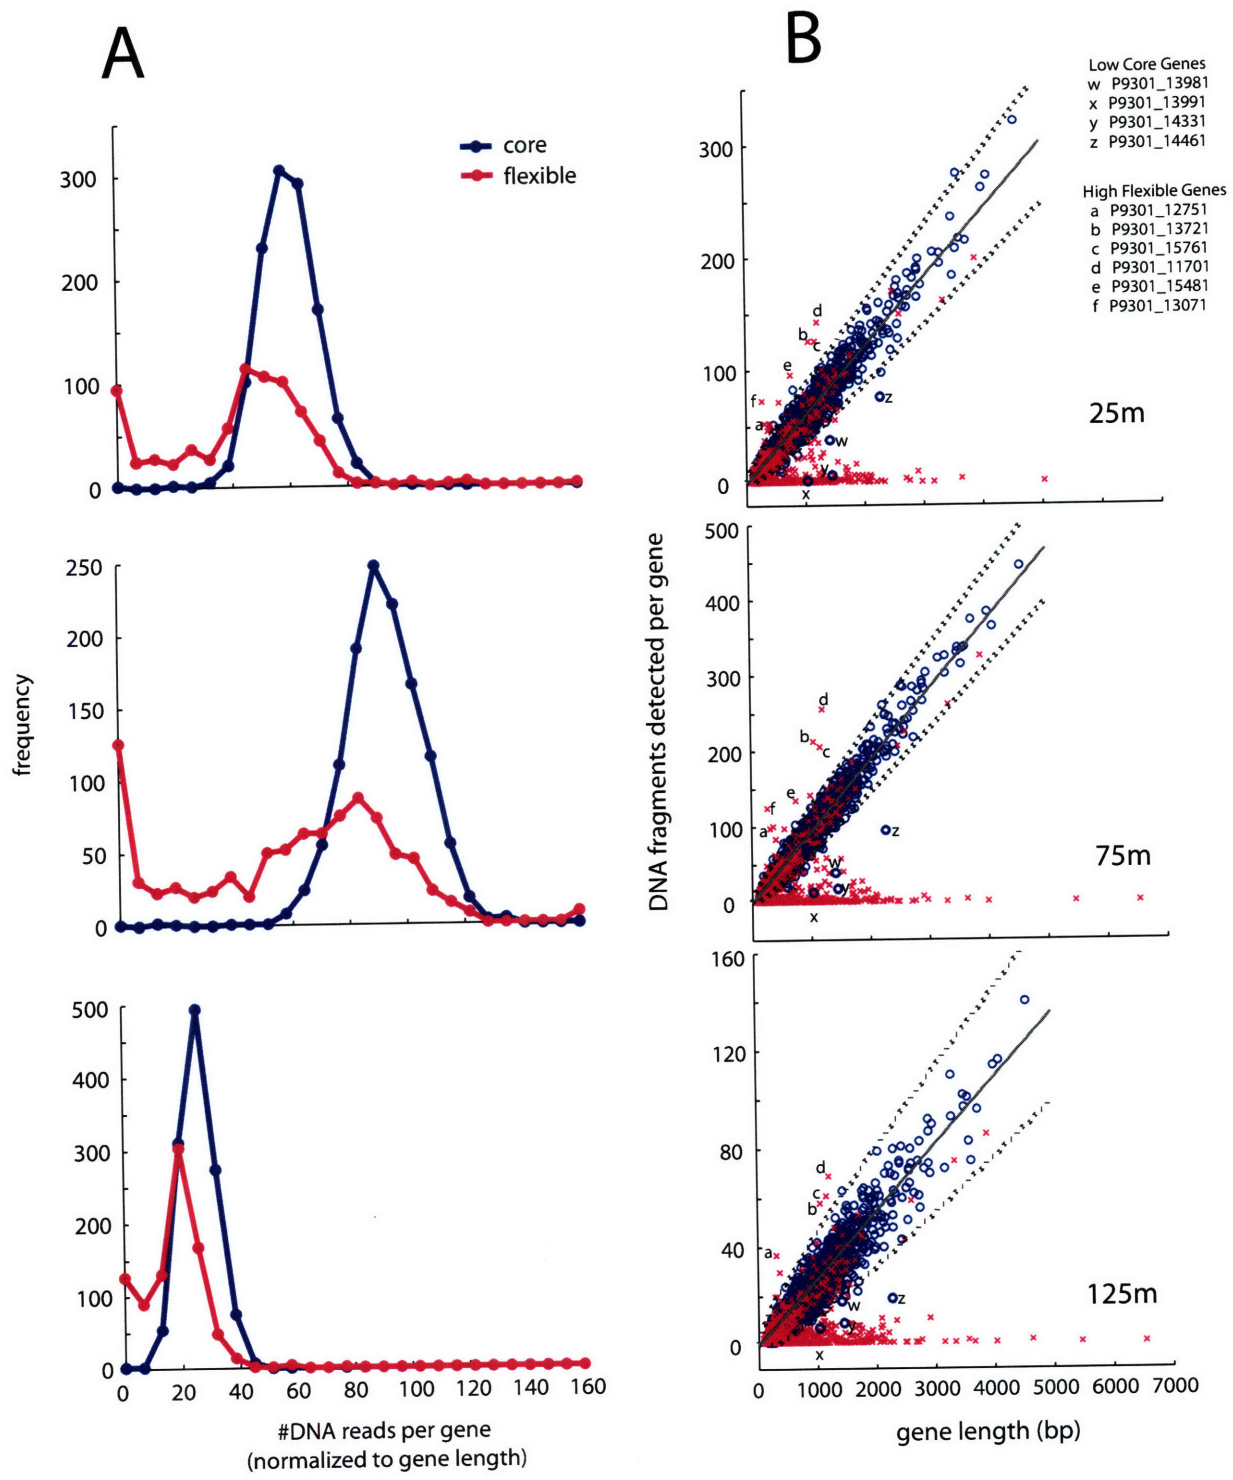 A
350
300
200
100
0
core
flexible
250
200
150
100
50
0
frequency
500
400
300
200
100
0
0 20 40 60 80 100 120 140 160
#DNA reads per gene
(normalized to gene length)
B
Low Core Genes
w P9301_13981
x P9301_13991
y P9301_14331
z P9301_14461
High Flexible Genes
a P9301_12751
b P9301_13721
c P9301_15761
d P9301_11701
e P9301_15481
f P9301_13071
300
200
100
0
d
b
c
e
f
a
z
w
y
x
25m
DNA fragments detected per gene
500
400
300
200
100
0
d
b
c
e
f
a
z
w
y
x
75m
160
120
80
40
0
d
c
b
a
w
z
y
x
125m
0 1000 2000 3000 4000 5000 6000 7000
gene length (bp)